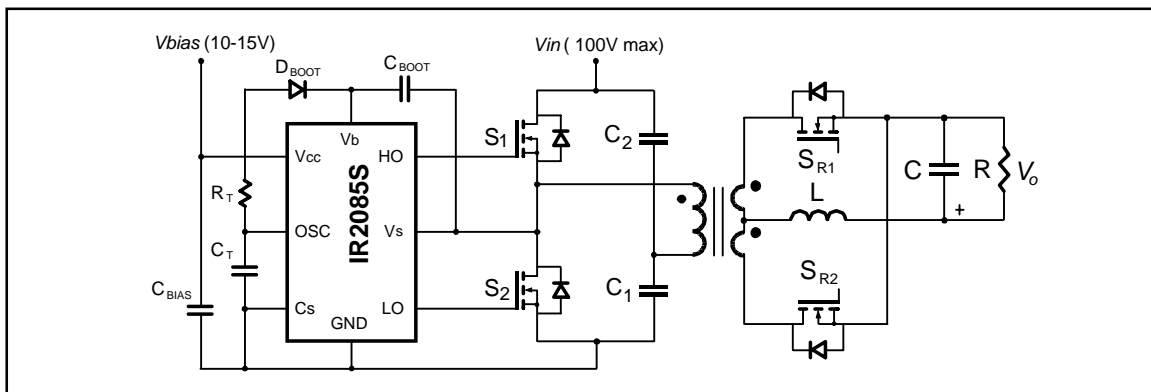 Vbias (10-15V)
Vin ( 100V max)
DBOOT
CBOOT
Vb
Vcc
HO
S1
C2
SR1
RT
IR2085S
L
C
R
Vo
+
OSC
Vs
CT
S2
C1
SR2
CBIAS
Cs
LO
GND